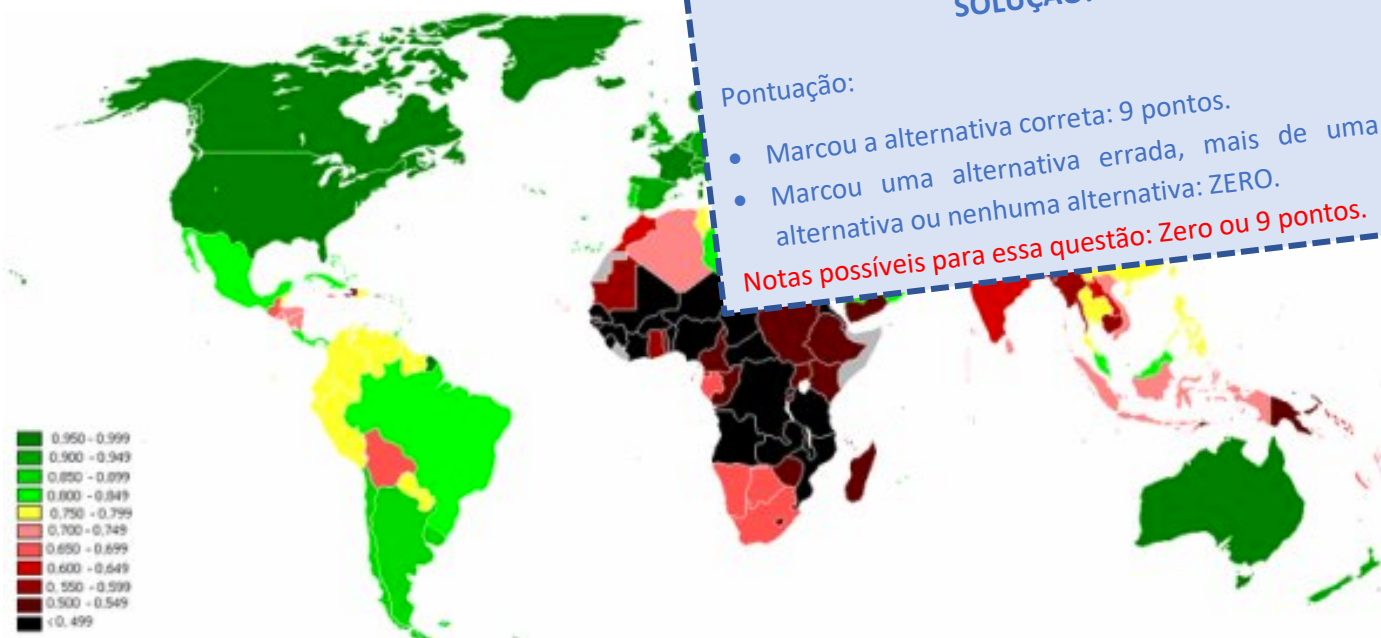 SOLUÇÃO:
Pontuação:
• Marcou a alternativa correta: 9 pontos.
• Marcou uma alternativa errada, mais de uma
alternativa ou nenhuma alternativa: ZERO.
Notas possíveis para essa questão: Zero ou 9 pontos.
0,950 - 0,999
0,900 - 0,949
0,850 - 0,899
0,800 - 0,849
0,750 - 0,799
0,700 - 0,749
0,650 - 0,699
0,600 - 0,649
0,550 - 0,599
0,500 - 0,549
<0,499